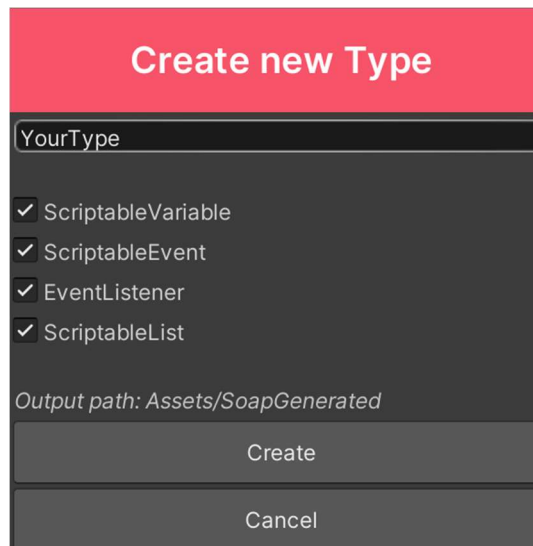 Create new Type
YourType
ScriptableVariable
ScriptableEvent
EventListener
ScriptableList
Output path: Assets/SoapGenerated
Create
Cancel